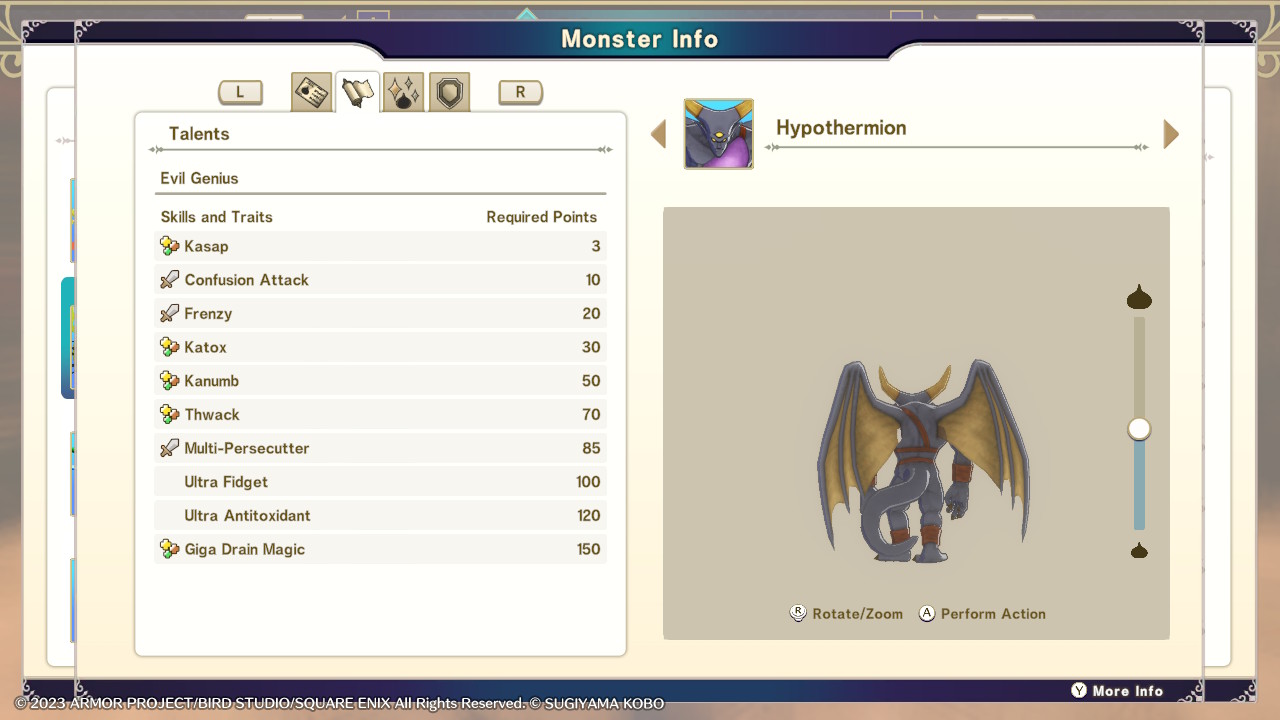 Monster Info
L
R
Talents
Hypothermion
Evil Genius
Skills and Traits Required Points
Kasap 3
Confusion Attack 10
Frenzy 20
Katox 30
Kanumb 50
Thwack 70
Multi-Persecutter 85
Ultra Fidget 100
Ultra Antitoxidant 120
Giga Drain Magic 150
R Rotate/Zoom A Perform Action
Y More Info
© 2023 ARMOR PROJECT/BIRD STUDIO/SQUARE ENIX All Rights Reserved. © SUGIYAMA KOBO